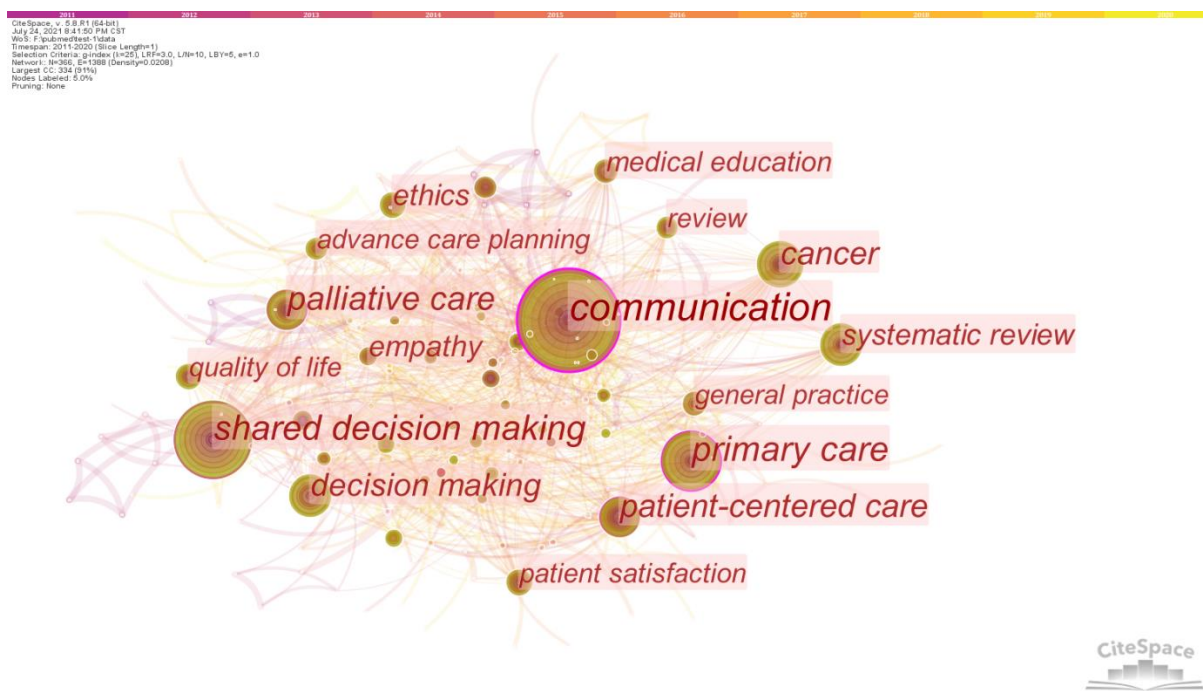 2011 2012 2013 2014 2015 2016 2017 2018 2019 2020
CiteSpace, v. 5.8.R1 (64-bit)
July 24, 2021 8:41:50 PM CST
WoS: F:\pubmed\test-1\data
Timespan: 2011-2020 (Slice Length=1)
Selection Criteria: g-index (k=25), LRF=3.0, L/N=10, LBY=5, e=1.0
Network: N=366, E=1388 (Density=0.0208)
Largest CC: 334 (91%)
Nodes Labeled: 5.0%
Pruning: None
medical education
ethics
review
advance care planning
cancer
palliative care
communication
systematic review
empathy
quality of life
general practice
shared decision making
primary care
decision making
patient-centered care
patient satisfaction
CiteSpace